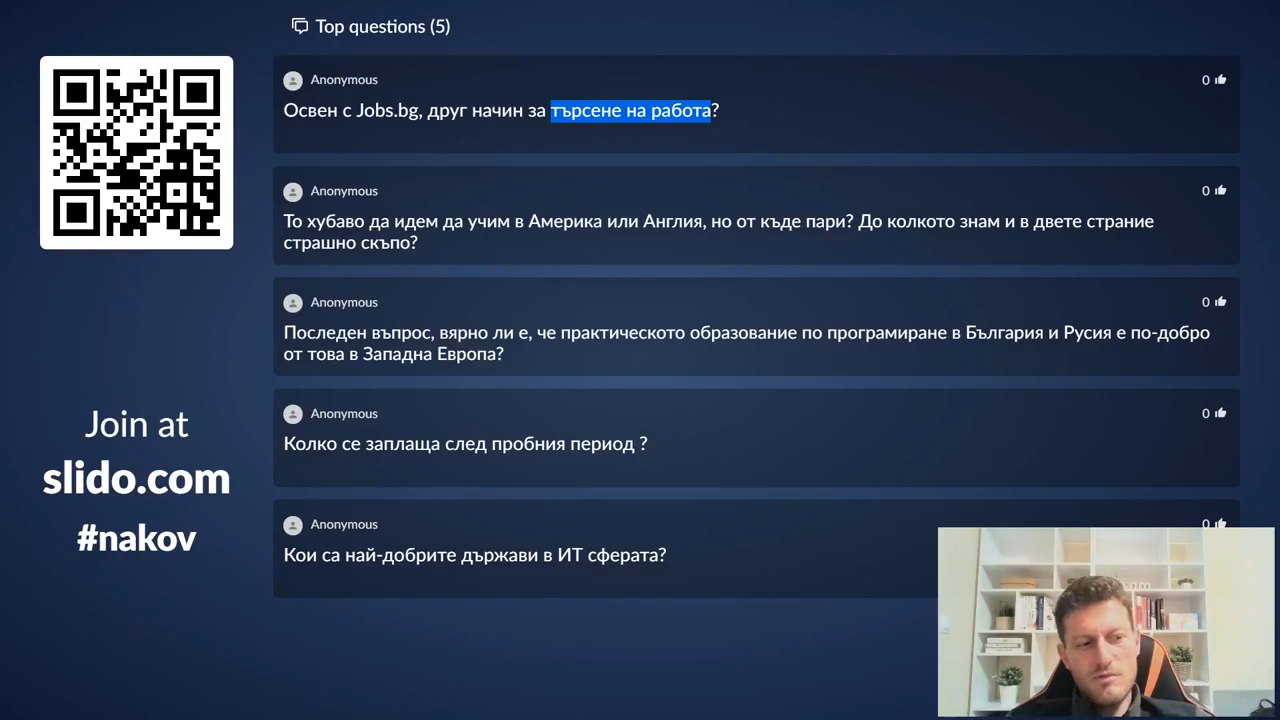 Top questions (5)
Anonymous
0
Освен с Jobs.bg, друг начин за търсене на работа?
Anonymous
0
То хубаво да идем да учим в Америка или Англия, но от къде пари? До колкото знам и в двете страние
страшно скъпо?
Anonymous
0
Последен въпрос, вярно ли е, че практическото образование по програмиране в България и Русия е по-добро
от това в Западна Европа?
Anonymous
0
Колко се заплаща след пробния период ?
Anonymous
0
Кои са най-добрите държави в ИТ сферата?
Join at
slido.com
#nakov